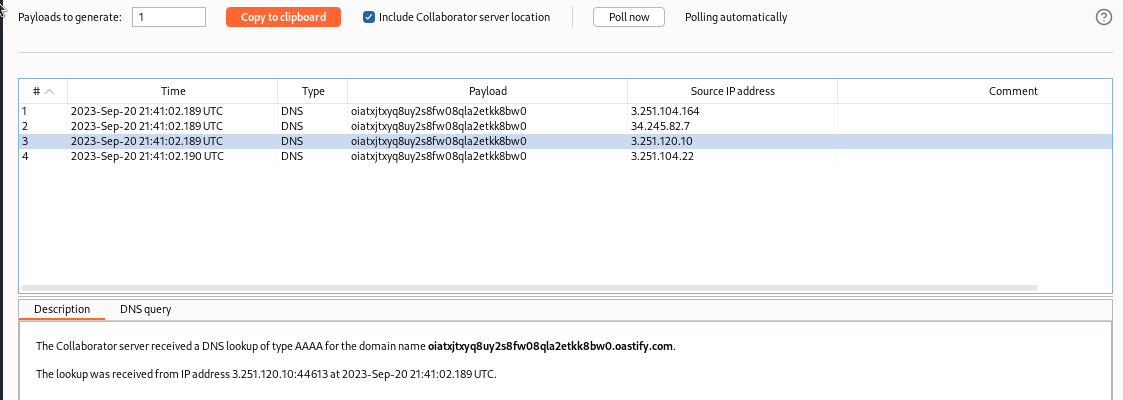 Payloads to generate: 1 Copy to clipboard Include Collaborator server location Poll now Polling automatically ?
# Time Type Payload Source IP address Comment
1 2023-Sep-20 21:41:02.189 UTC DNS oiatxjtxyq8uy2s8fw08qla2etkk8bw0 3.251.104.164
2 2023-Sep-20 21:41:02.189 UTC DNS oiatxjtxyq8uy2s8fw08qla2etkk8bw0 34.245.82.7
3 2023-Sep-20 21:41:02.189 UTC DNS oiatxjtxyq8uy2s8fw08qla2etkk8bw0 3.251.120.10
4 2023-Sep-20 21:41:02.190 UTC DNS oiatxjtxyq8uy2s8fw08qla2etkk8bw0 3.251.104.22
Description DNS query
The Collaborator server received a DNS lookup of type AAAA for the domain name oiatxjtxyq8uy2s8fw08qla2etkk8bw0.oastify.com.
The lookup was received from IP address 3.251.120.10:44613 at 2023-Sep-20 21:41:02.189 UTC.